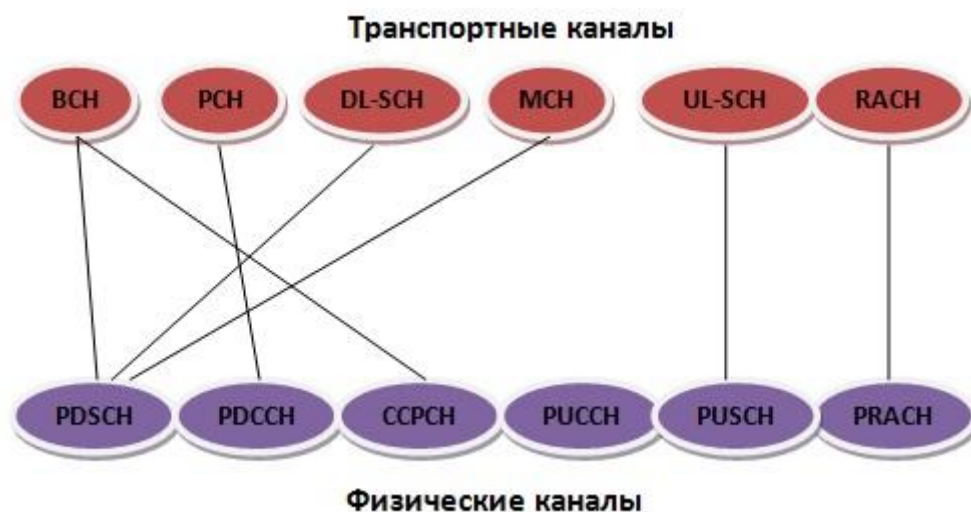 Транспортные каналы
BCH PCH DL-SCH MCH UL-SCH RACH
PDSCH PDCCH CCPCH PUCCH PUSCH PRACH
Физические каналы